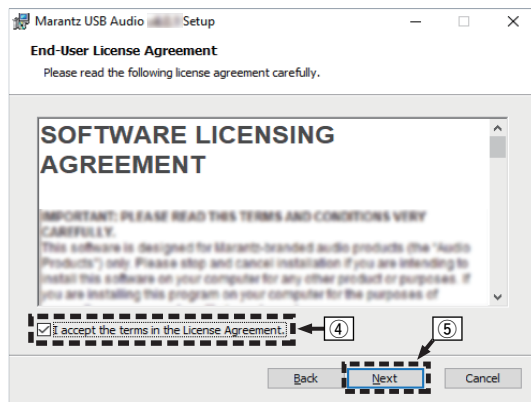 Marantz USB Audio Setup
End-User License Agreement
Please read the following license agreement carefully.
SOFTWARE LICENSING
AGREEMENT
IMPORTANT: PLEASE READ THIS TERMS AND CONDITIONS VERY
CAREFULLY.
This software is designed for Marantz-branded audio products (the "Audio
Products") only. Please stop and cancel installation if you are intending to
install this software on your computer for any other product or purposes. If
you are installing this program on your computer for the purposes of
I accept the terms in the License Agreement.
④
⑤
Back Next Cancel